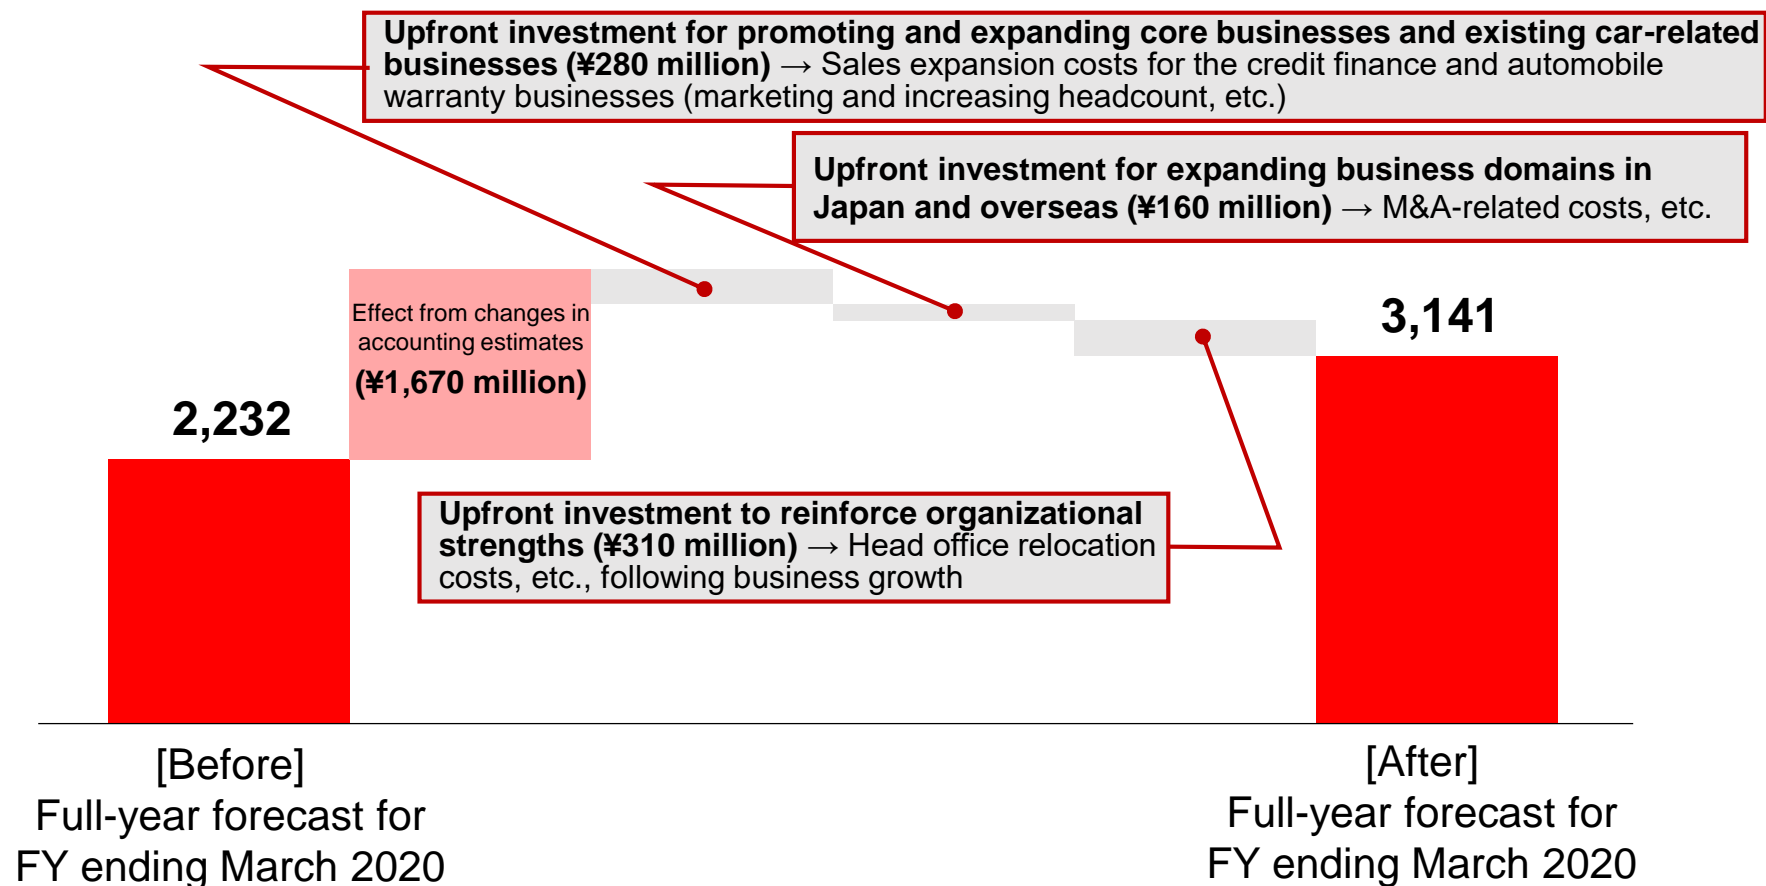 Upfront investment for promoting and expanding core businesses and existing car-related
businesses (¥280 million) → Sales expansion costs for the credit finance and automobile
warranty businesses (marketing and increasing headcount, etc.)
Upfront investment for expanding business domains in
Japan and overseas (¥160 million) → M&A-related costs, etc.
Effect from changes in
accounting estimates
(¥1,670 million)
3,141
2,232
Upfront investment to reinforce organizational
strengths (¥310 million) → Head office relocation
costs, etc., following business growth
[Before]
Full-year forecast for
FY ending March 2020
[After]
Full-year forecast for
FY ending March 2020